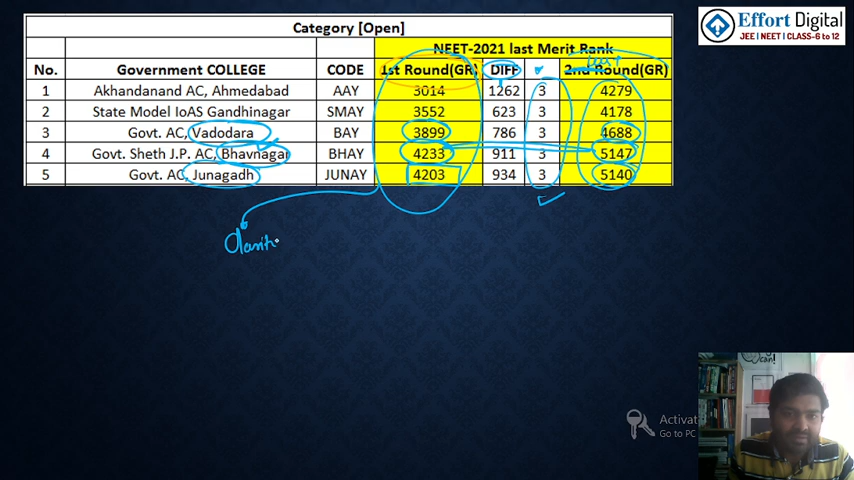 Category [Open]
NEET-2021 last Merit Rank
No. Government COLLEGE CODE 1st Round(GR) DIFF 2nd Round(GR)
1 Akhandanand AC, Ahmedabad AAY 3014 1262 3 4279
2 State Model IoAS Gandhinagar SMAY 3552 623 3 4178
3 Govt. AC, Vadodara BAY 3899 786 3 4688
4 Govt. Sheth J.P. AC, Bhavnagar BHAY 4233 911 3 5147
5 Govt. AC, Junagadh JUNAY 4203 934 3 5140
Effort Digital
JEE | NEET | CLASS-6 to 12
Activat
Go to PC